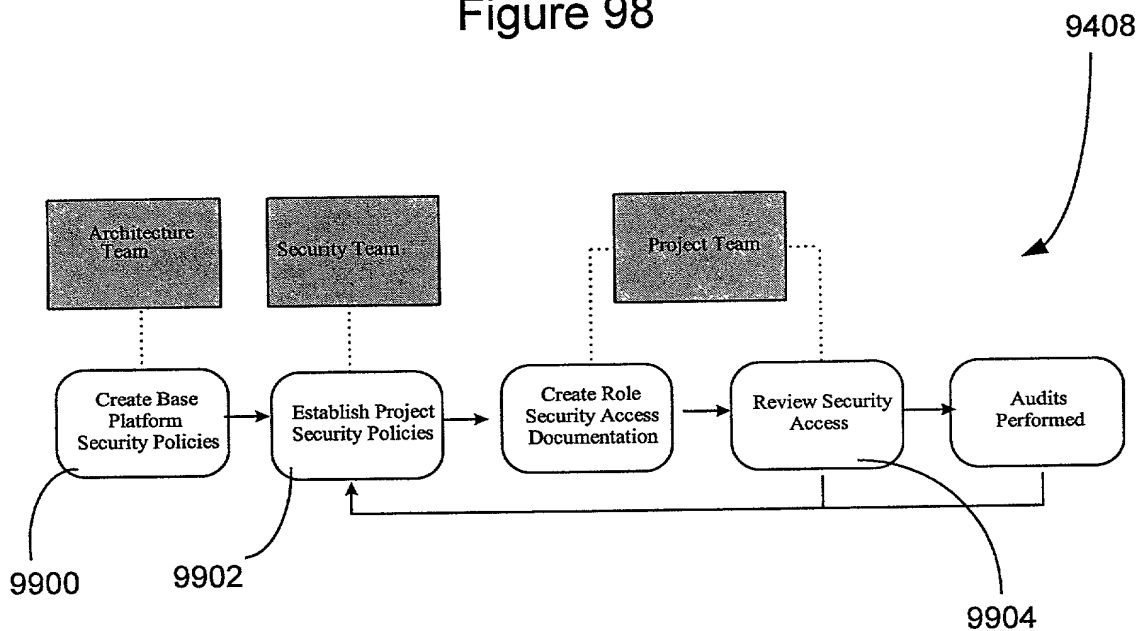 Figure 98
9408
Architecture
Team
Security Team
Project Team
Create Base
Platform
Security Policies
Establish Project
Security Policies
Create Role
Security Access
Documentation
Review Security
Access
Audits
Performed
9900
9902
9904